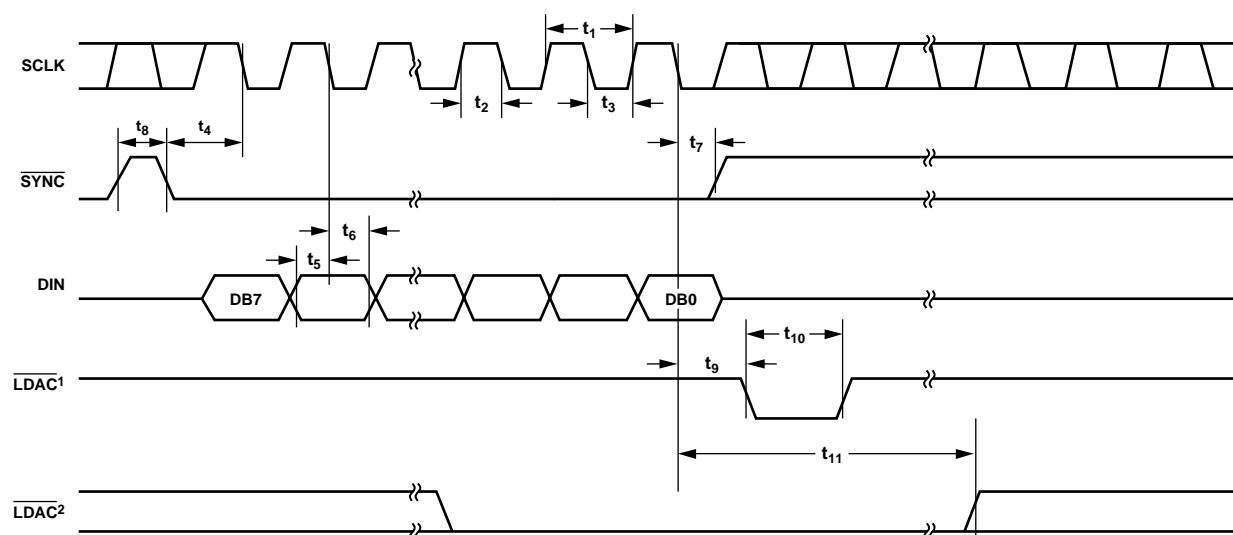 t1
SCLK
t2
t3
t8
t4
t7
SYNC
t6
t5
DIN
DB7
DB0
t10
t9
LDAC1
t11
LDAC2